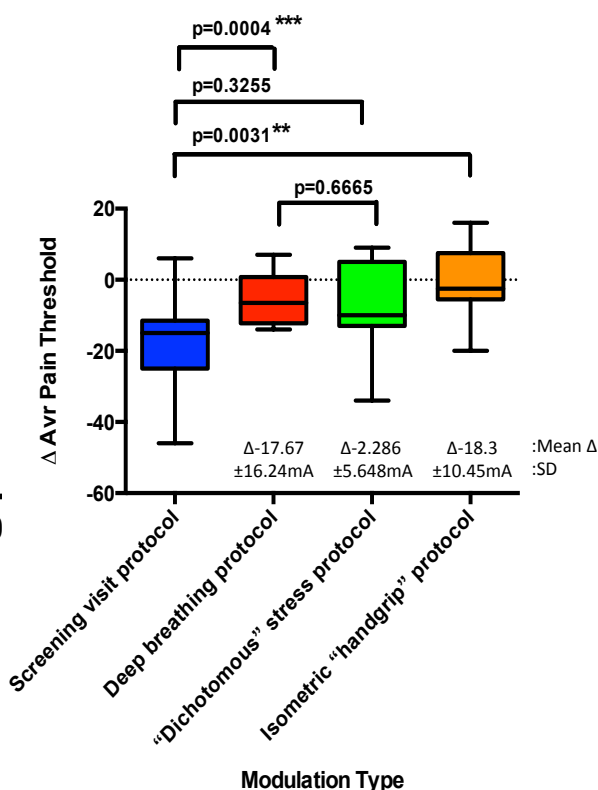 p=0.0004 ***
p=0.3255
p=0.0031**
p=0.6665
20
0
-20
-40
-60
Δ Avr Pain Threshold
Δ-17.67 Δ-2.286 Δ-18.3 :Mean Δ
±16.24mA ±5.648mA ±10.45mA :SD
Screening visit protocol
Deep breathing protocol
“Dichotomous” stress protocol
Isometric “handgrip” protocol
Modulation Type